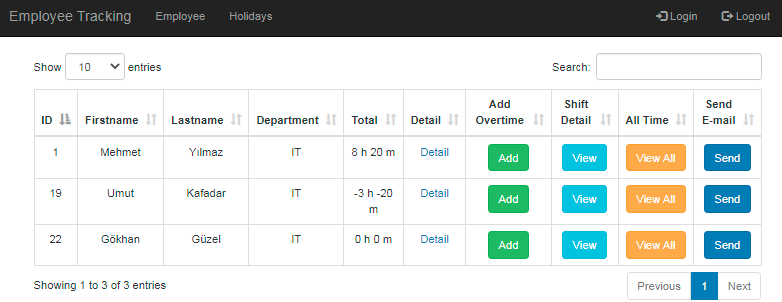 Employee Tracking Employee Holidays Login Logout
Show 10 entries Search:
ID Firstname Lastname Department Total Detail Add Overtime Shift Detail All Time Send E-mail
1 Mehmet Yılmaz IT 8 h 20 m Detail Add View View All Send
19 Umut Kafadar IT -3 h -20 m Detail Add View View All Send
22 Gökhan Güzel IT 0 h 0 m Detail Add View View All Send
Showing 1 to 3 of 3 entries Previous 1 Next